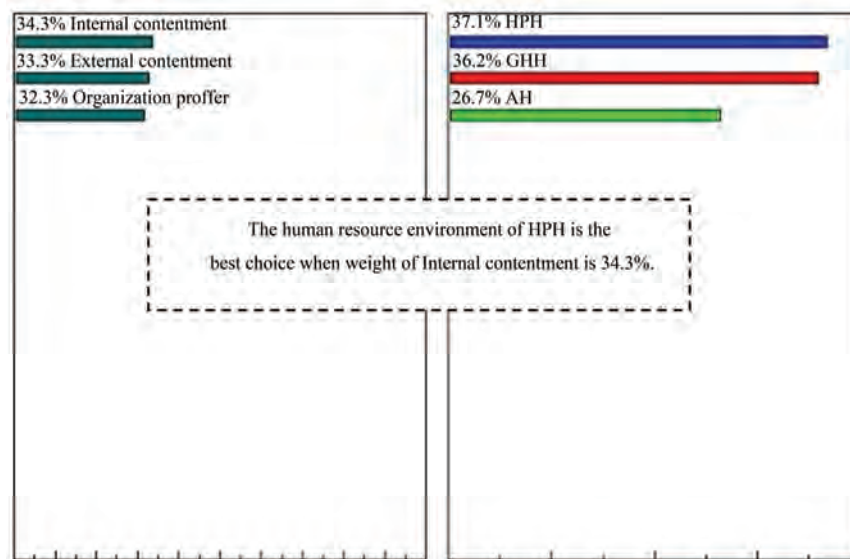 34.3% Internal contentment
33.3% External contentment
32.3% Organization proffer
37.1% HPH
36.2% GHH
26.7% AH
The human resource environment of HPH is the
best choice when weight of Internal contentment is 34.3%.